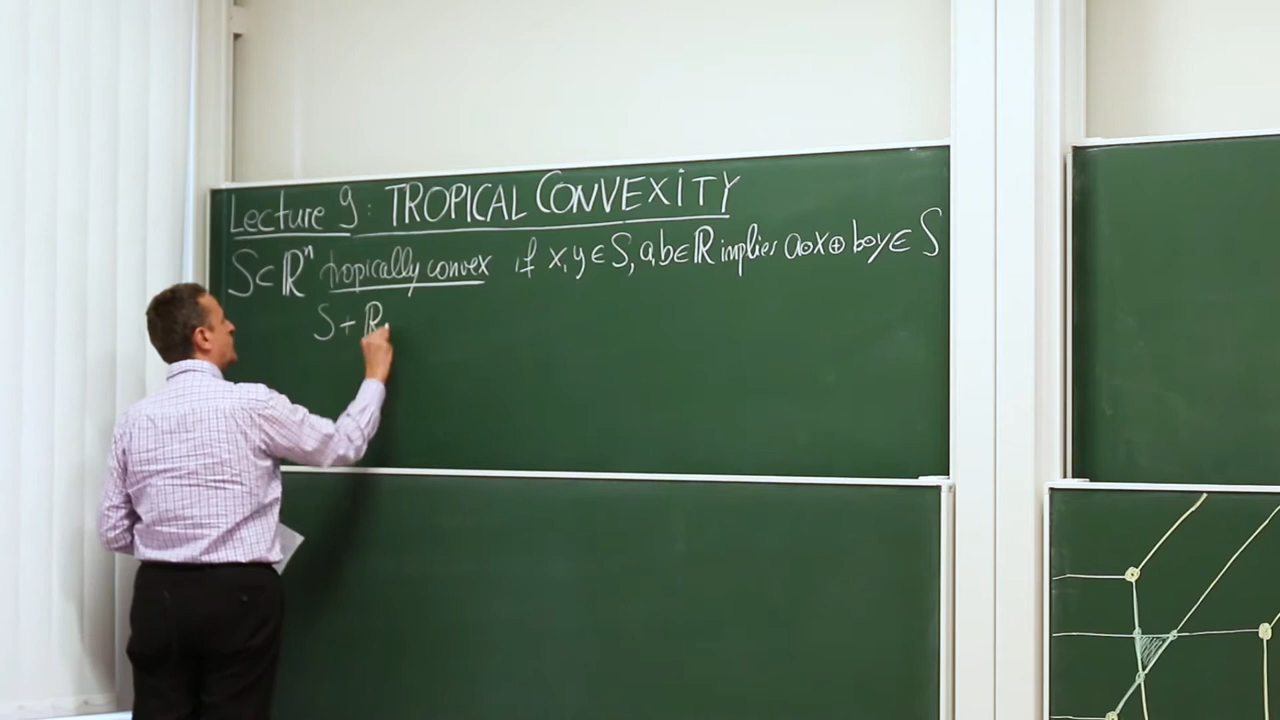 Lecture 9: TROPICAL CONVEXITY
S ⊂ ℝⁿ tropically convex if x, y ∈ S, a, b ∈ ℝ implies a⊙x ⊕ b⊙y ∈ S
S + ℝ